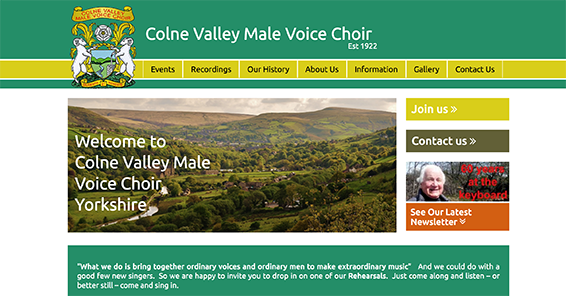 COLNE VALLEY
MALE VOICE CHOIR
Colne Valley Male Voice Choir
Est 1922
Events Recordings Our History About Us Information Gallery Contact Us
Welcome to
Colne Valley Male
Voice Choir
Yorkshire
Join us »
Contact us »
at the
keyboard
See Our Latest
Newsletter
"What we do is bring together ordinary voices and ordinary men to make extraordinary music"   And we could do with a
good few new singers.  So we are happy to invite you to drop in on one of our Rehearsals.  Just come along and listen – or
better still – come and sing in.